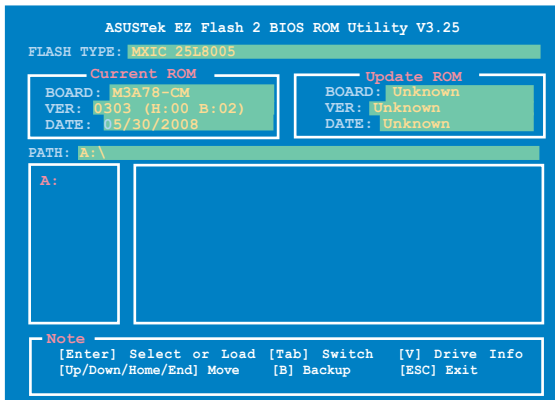 ASUSTek EZ Flash 2 BIOS ROM Utility V3.25
FLASH TYPE: MXIC 25L8005
Current ROM
BOARD: M3A78-CM
VER: 0303 (H:00 B:02)
DATE: 05/30/2008
Update ROM
BOARD: Unknown
VER: Unknown
DATE: Unknown
PATH: A:\
A:
Note
[Enter] Select or Load [Tab] Switch [V] Drive Info
[Up/Down/Home/End] Move [B] Backup [ESC] Exit